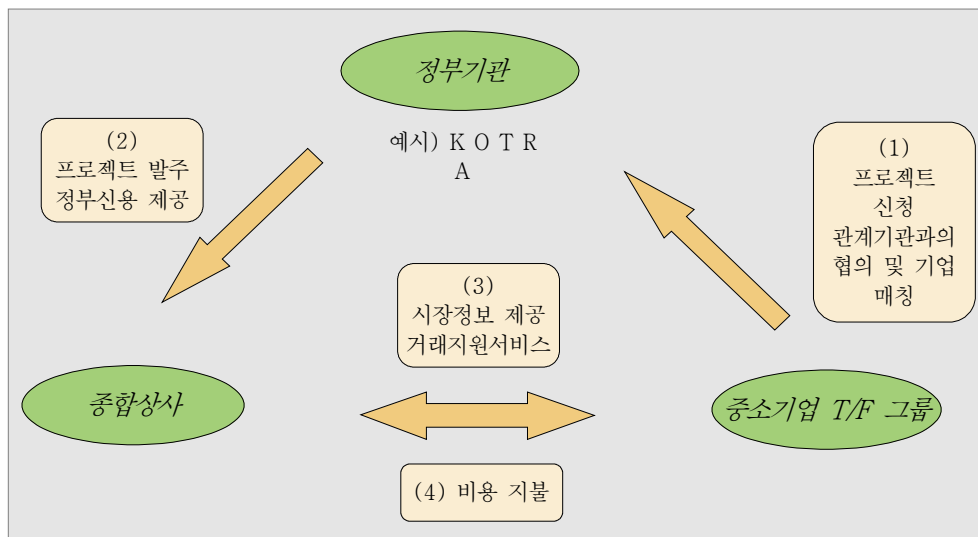 정부기관
예시) K O T R
A
(2)
프로젝트 발주
정부신용 제공
(1)
프로젝트
신청
관계기관과의
협의 및 기업
매칭
(3)
시장정보 제공
거래지원서비스
종합상사
중소기업 T/F 그룹
(4) 비용 지불